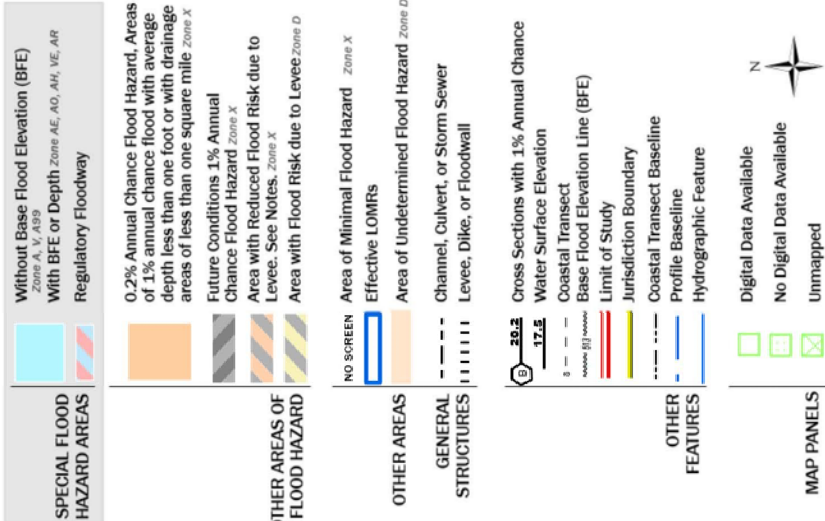 SPECIAL FLOOD
HAZARD AREAS
Without Base Flood Elevation (BFE)
Zone A, V, A99
With BFE or Depth Zone AE, AO, AH, VE, AR
Regulatory Floodway
OTHER AREAS OF
FLOOD HAZARD
0.2% Annual Chance Flood Hazard, Areas
of 1% annual chance flood with average
depth less than one foot or with drainage
areas of less than one square mile Zone X
Future Conditions 1% Annual
Chance Flood Hazard Zone X
Area with Reduced Flood Risk due to
Levee. See Notes. Zone X
Area with Flood Risk due to Levee Zone D
OTHER AREAS
NO SCREEN
Area of Minimal Flood Hazard Zone X
Effective LOMRs
Area of Undetermined Flood Hazard Zone D
GENERAL
STRUCTURES
Channel, Culvert, or Storm Sewer
Levee, Dike, or Floodwall
OTHER
FEATURES
B 20.2
17.5
Cross Sections with 1% Annual Chance
Water Surface Elevation
8
Coastal Transect
513
Base Flood Elevation Line (BFE)
Limit of Study
Jurisdiction Boundary
Coastal Transect Baseline
Profile Baseline
Hydrographic Feature
MAP PANELS
Digital Data Available
No Digital Data Available
Unmapped
N